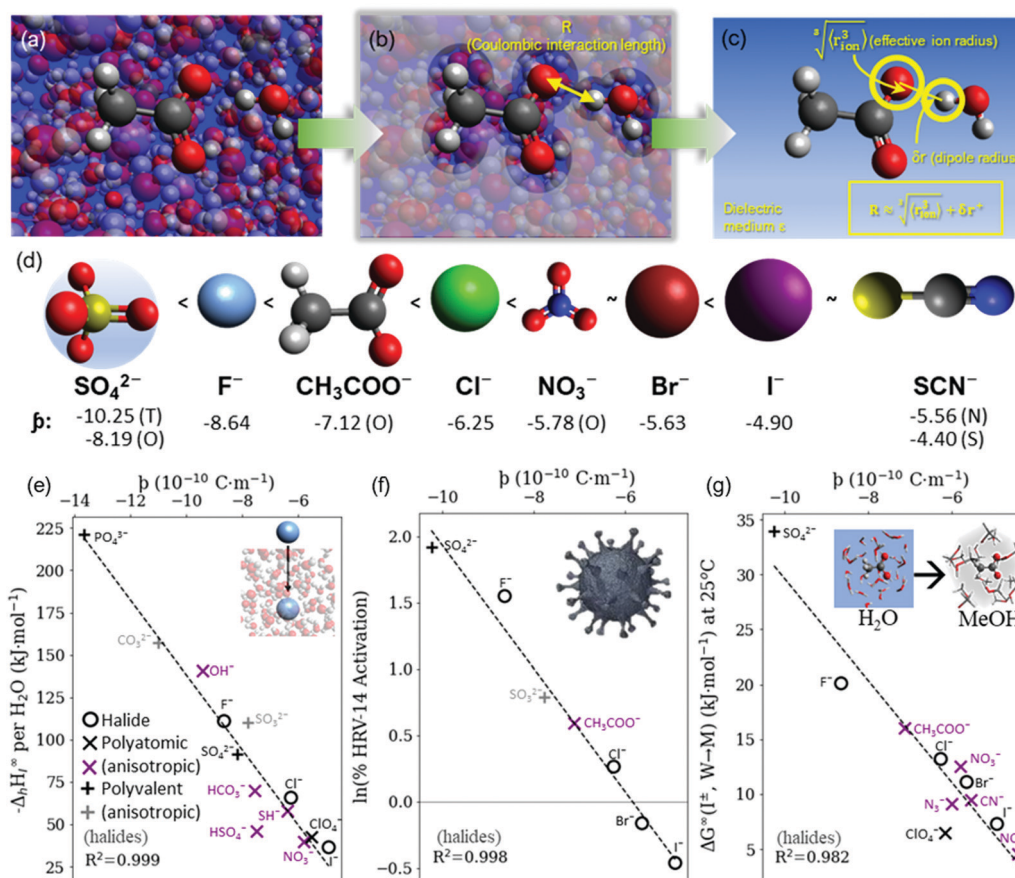 (a)
(b)
R
(Coulombic interaction length)
(c)
∛⟨r³ion⟩ (effective ion radius)
δr (dipole radius
Dielectric
medium ε
R ≈ ∛⟨r³ion⟩ + δr⁺
(d)
< < < < ~ < ~
SO₄²⁻ F⁻ CH₃COO⁻ Cl⁻ NO₃⁻ Br⁻ I⁻ SCN⁻
þ: -10.25 (T) -8.64 -7.12 (O) -6.25 -5.78 (O) -5.63 -4.90 -5.56 (N)
-8.19 (O) -4.40 (S)
(e)
þ (10⁻¹⁰ C·m⁻¹)
−14 −12 −10 −8 −6
-ΔₕHᵢ∞ per H₂O (kJ·mol⁻¹)
225
200
175
150
125
100
75
50
25
PO₄³⁻
CO₃²⁻
OH⁻
F⁻
SO₃²⁻
SO₄²⁻
HCO₃⁻
Cl⁻
SH⁻
HSO₄⁻
ClO₄⁻
NO₃⁻
I⁻
Halide
Polyatomic
(anisotropic)
Polyvalent
(anisotropic)
(halides)
R²=0.999
(f)
þ (10⁻¹⁰ C·m⁻¹)
−10 −8 −6
ln(% HRV-14 Activation)
2.0
1.5
1.0
0.5
0.0
−0.5
SO₄²⁻
F⁻
SO₃²⁻
CH₃COO⁻
Cl⁻
Br⁻
I⁻
(halides)
R²=0.998
(g)
þ (10⁻¹⁰ C·m⁻¹)
−10 −8 −6
ΔG∞(I±, W→M) (kJ·mol⁻¹) at 25°C
35
30
25
20
15
10
5
SO₄²⁻
H₂O
MeOH
F⁻
CH₃COO⁻
Cl⁻
NO₃⁻
Br⁻
N₃⁻
CN⁻
I⁻
ClO₄⁻
(halides)
R²=0.982